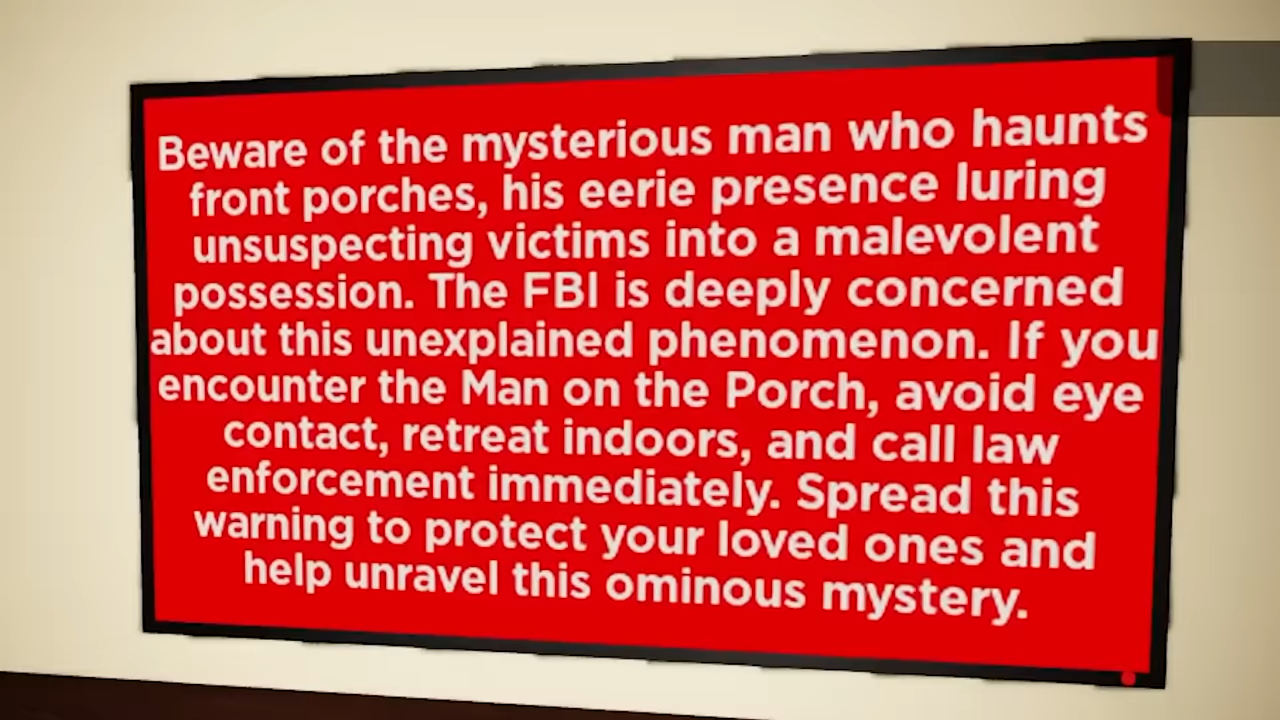 Beware of the mysterious man who haunts
front porches, his eerie presence luring
unsuspecting victims into a malevolent
possession. The FBI is deeply concerned
about this unexplained phenomenon. If you
encounter the Man on the Porch, avoid eye
contact, retreat indoors, and call law
enforcement immediately. Spread this
warning to protect your loved ones and
help unravel this ominous mystery.